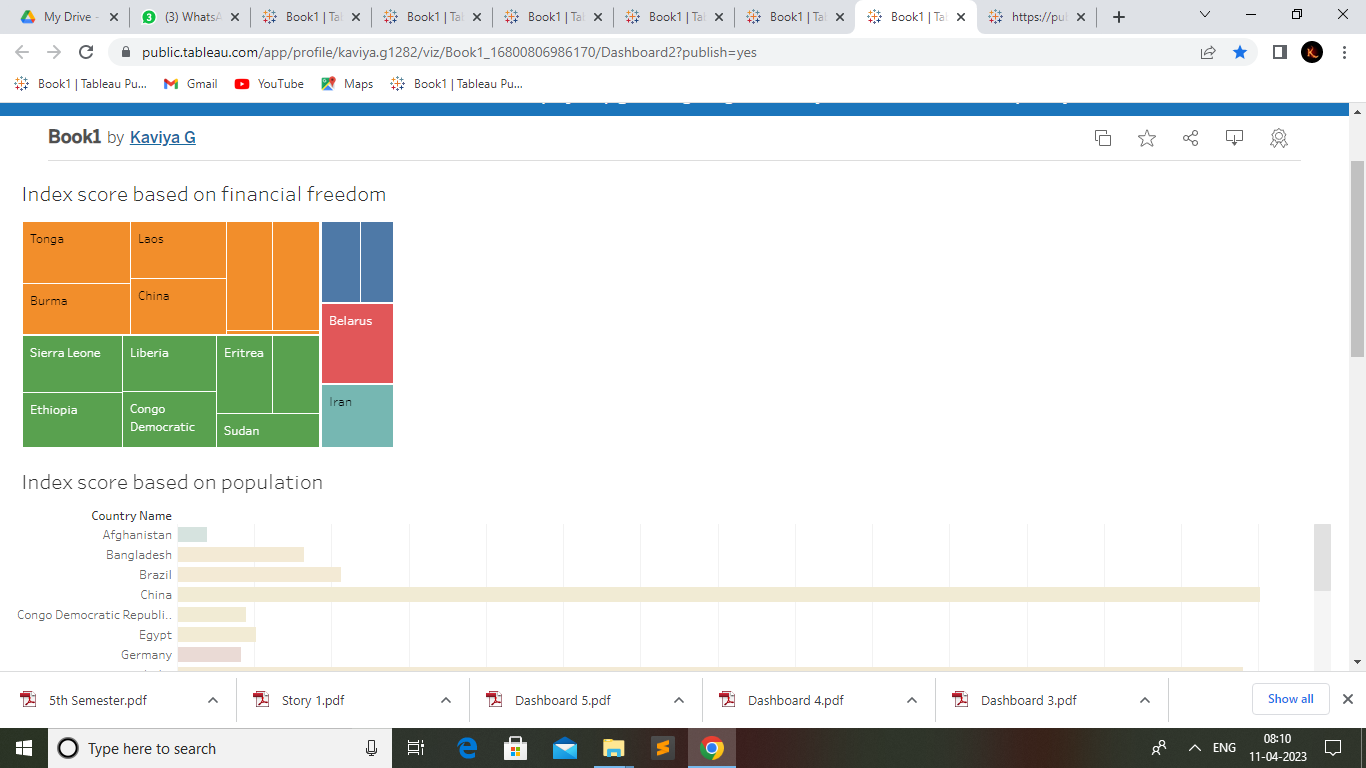 My Drive -
3
(3) WhatsA
Book1 | Tal
Book1 | Tal
Book1 | Tal
Book1 | Tal
Book1 | Tal
Book1 | Tal
https://pu
public.tableau.com/app/profile/kaviya.g1282/viz/Book1_16800806986170/Dashboard2?publish=yes
Book1 | Tableau Pu...
Gmail
YouTube
Maps
Book1 | Tableau Pu...
Book1 by Kaviya G
Index score based on financial freedom
Tonga
Laos
Burma
China
Belarus
Sierra Leone
Liberia
Eritrea
Iran
Ethiopia
Congo
Democratic
Sudan
Index score based on population
Country Name
Afghanistan
Bangladesh
Brazil
China
Congo Democratic Republi..
Egypt
Germany
5th Semester.pdf
Story 1.pdf
Dashboard 5.pdf
Dashboard 4.pdf
Dashboard 3.pdf
Show all
Type here to search
ENG
08:10
11-04-2023